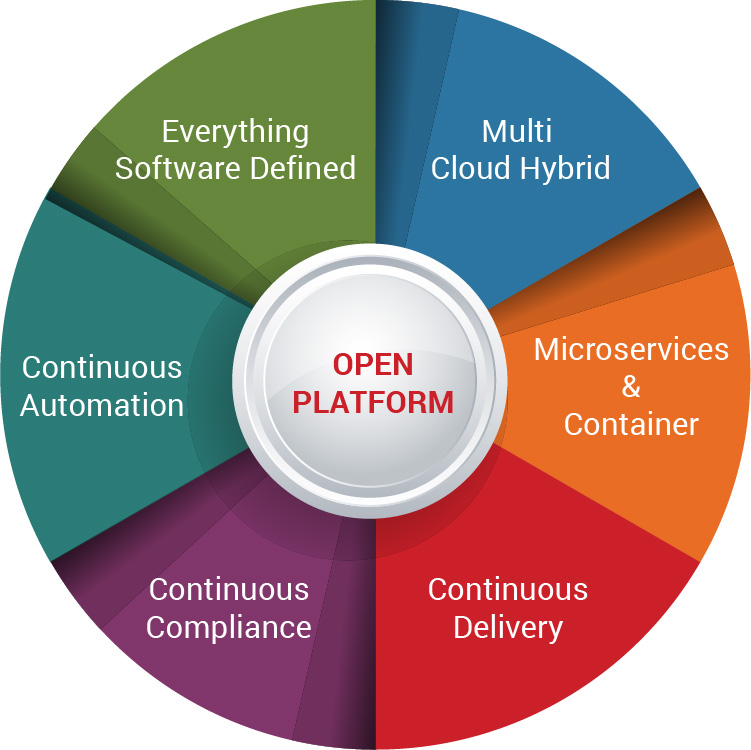 Everything
Software Defined
Multi
Cloud Hybrid
Microservices
&
Container
Continuous
Delivery
Continuous
Compliance
Continuous
Automation
OPEN
PLATFORM